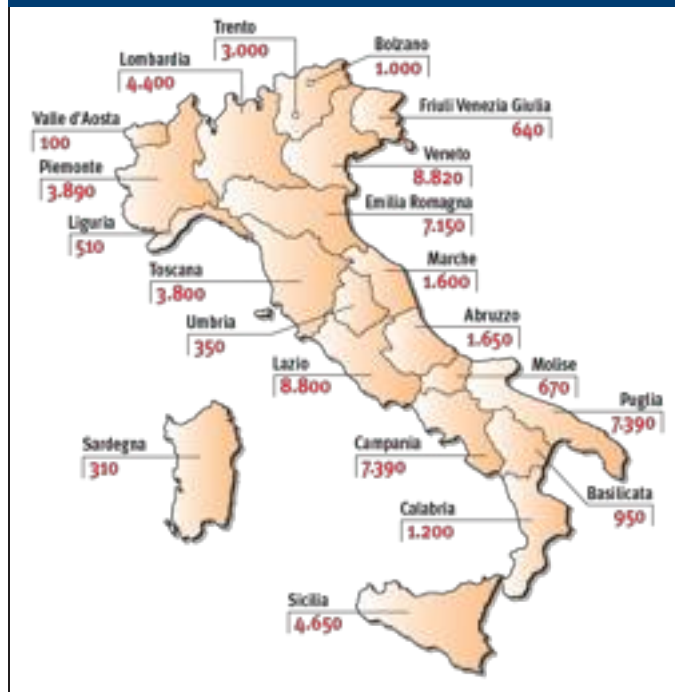 Trento
3.000
Bolzano
1.000
Lombardia
4.400
Friuli Venezia Giulia
640
Valle d'Aosta
100
Veneto
8.820
Piemonte
3.890
Emilia Romagna
7.150
Liguria
510
Marche
1.600
Toscana
3.800
Abruzzo
1.650
Umbria
350
Molise
670
Lazio
8.800
Puglia
7.390
Sardegna
310
Campania
7.390
Basilicata
950
Calabria
1.200
Sicilia
4.650